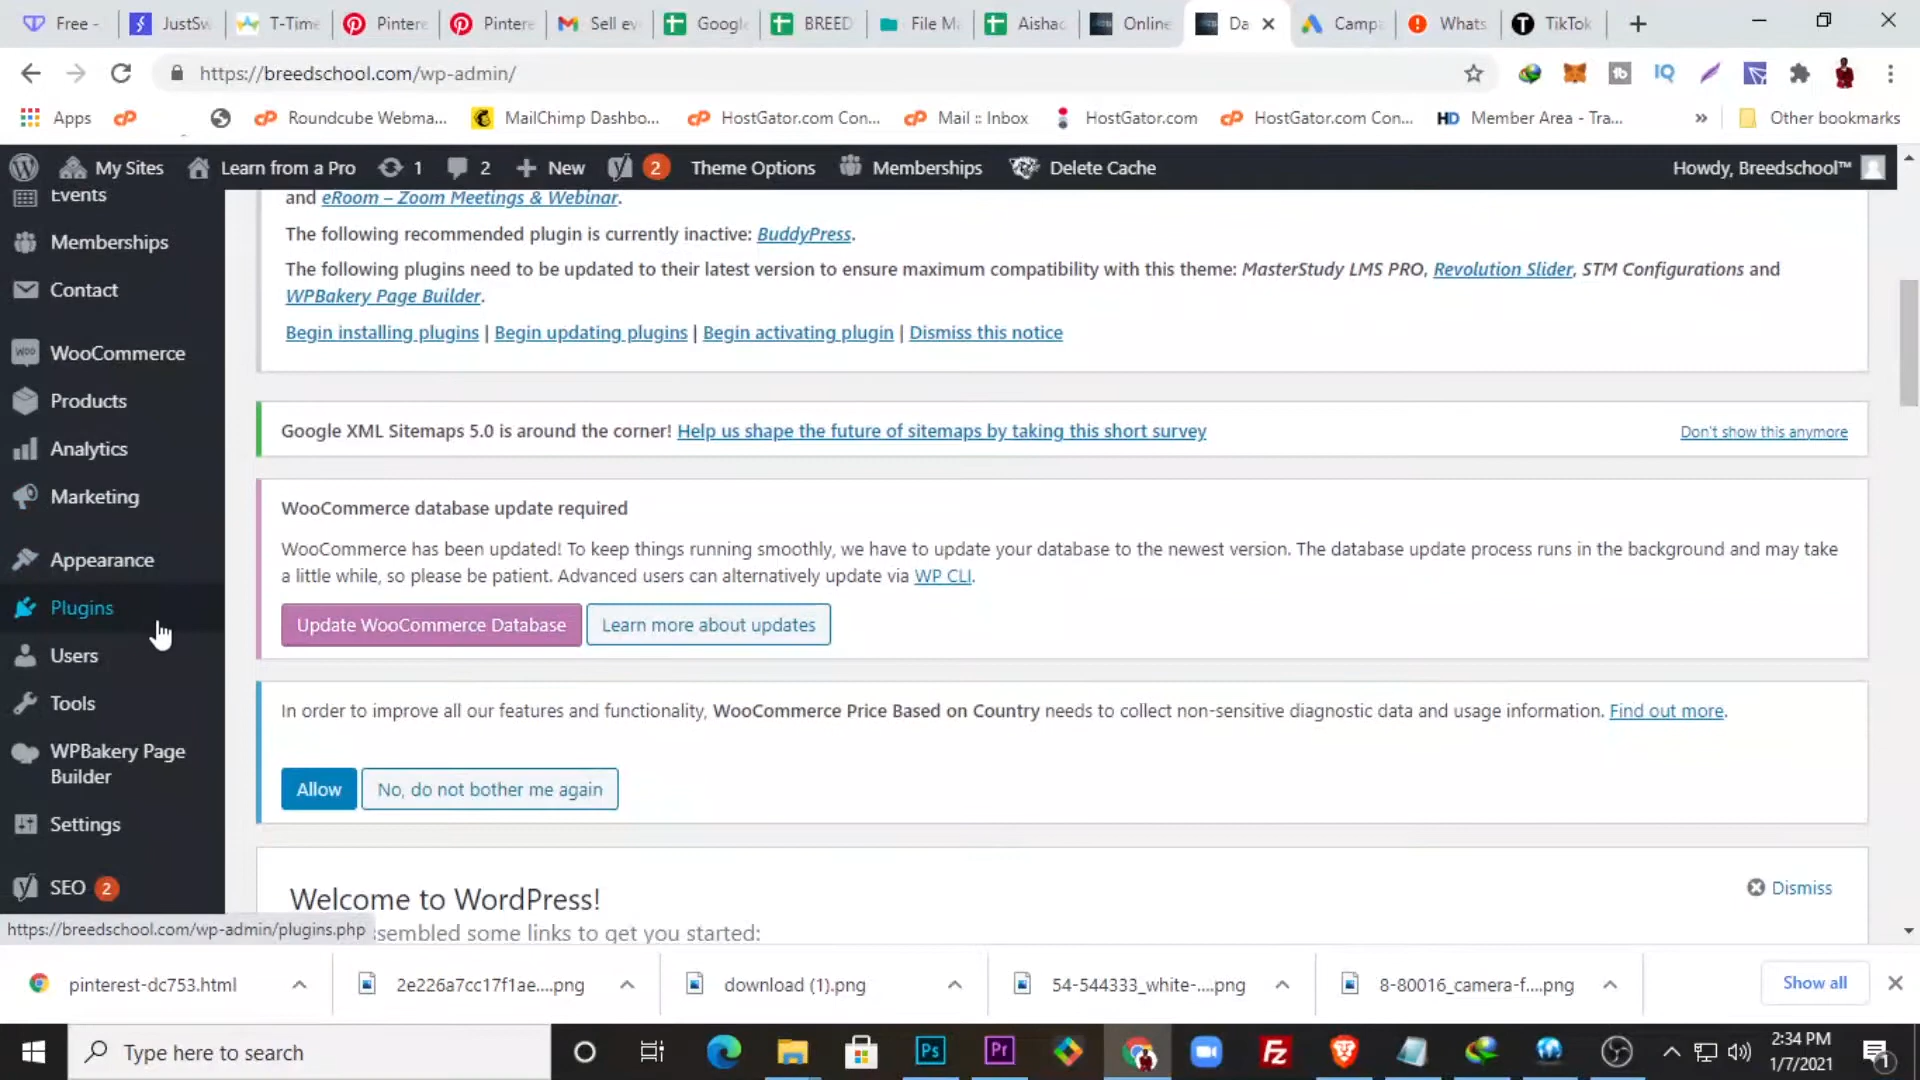 Free -
JustSw
T-Time
Pintere
Pintere
Sell ev
Google
BREED
File Ma
Aishac
Online
Da
Campa
Whats
TikTok
https://breedschool.com/wp-admin/
Apps
Roundcube Webma...
MailChimp Dashbo...
HostGator.com Con...
Mail :: Inbox
HostGator.com
HostGator.com Con...
HD Member Area - Tra...
Other bookmarks
My Sites
Learn from a Pro
1
2
New
2
Theme Options
Memberships
Delete Cache
Howdy, Breedschool™
Events
Memberships
Contact
WooCommerce
Products
Analytics
Marketing
Appearance
Plugins
Users
Tools
WPBakery Page
Builder
Settings
SEO 2
and eRoom – Zoom Meetings & Webinar.
The following recommended plugin is currently inactive: BuddyPress.
The following plugins need to be updated to their latest version to ensure maximum compatibility with this theme: MasterStudy LMS PRO, Revolution Slider, STM Configurations and
WPBakery Page Builder.
Begin installing plugins | Begin updating plugins | Begin activating plugin | Dismiss this notice
Google XML Sitemaps 5.0 is around the corner! Help us shape the future of sitemaps by taking this short survey
Don't show this anymore
WooCommerce database update required
WooCommerce has been updated! To keep things running smoothly, we have to update your database to the newest version. The database update process runs in the background and may take
a little while, so please be patient. Advanced users can alternatively update via WP CLI.
Update WooCommerce Database
Learn more about updates
In order to improve all our features and functionality, WooCommerce Price Based on Country needs to collect non-sensitive diagnostic data and usage information. Find out more.
Allow
No, do not bother me again
Welcome to WordPress!
Dismiss
sembled some links to get you started:
https://breedschool.com/wp-admin/plugins.php
pinterest-dc753.html
2e226a7cc17f1ae....png
download (1).png
54-544333_white-....png
8-80016_camera-f....png
Show all
Type here to search
2:34 PM
1/7/2021
1